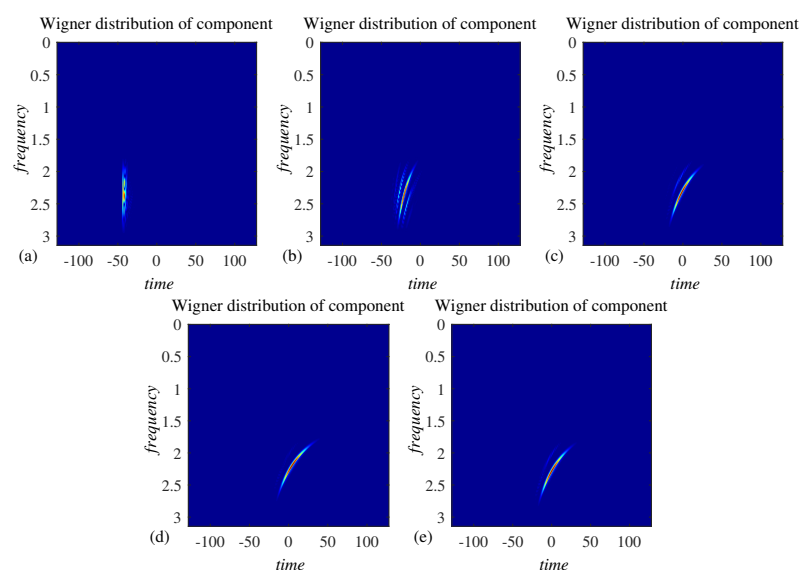 Wigner distribution of component Wigner distribution of component Wigner distribution of component
0 0 0
0.5 0.5 0.5
1 1 1
1.5 1.5 1.5
2 2 2
2.5 2.5 2.5
3 3 3
frequency frequency frequency
(a) -100 -50 0 50 100 (b) -100 -50 0 50 100 (c) -100 -50 0 50 100
time time time
Wigner distribution of component Wigner distribution of component
0 0
0.5 0.5
1 1
1.5 1.5
2 2
2.5 2.5
3 3
frequency frequency
(d) -100 -50 0 50 100 (e) -100 -50 0 50 100
time time